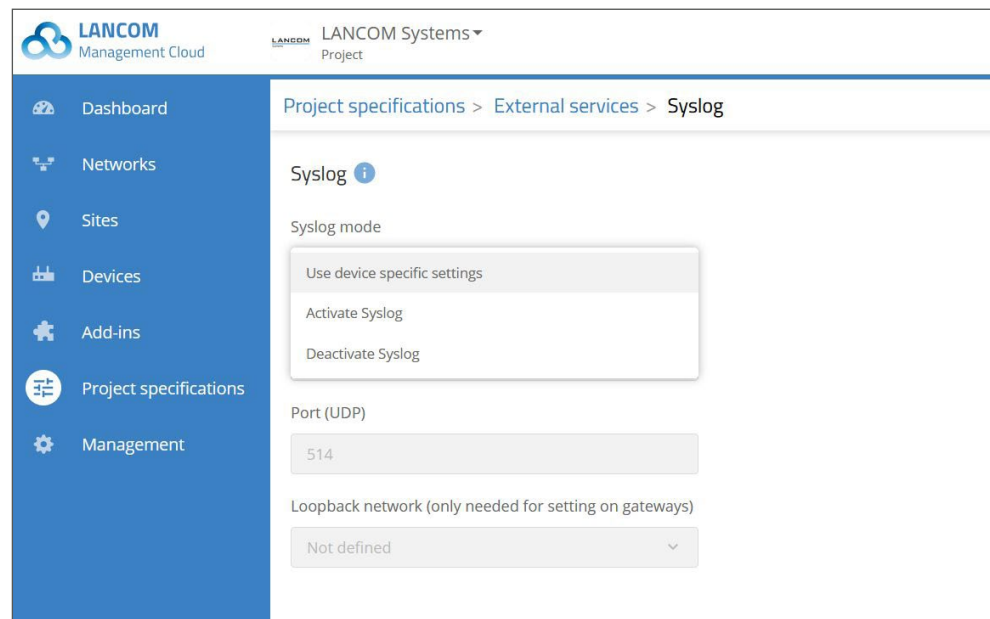 LANCOM
Management Cloud
LANCOM
LANCOM Systems
Project
Dashboard
Networks
Sites
Devices
Add-ins
Project specifications
Management
Project specifications > External services > Syslog
Syslog i
Syslog mode
Use device specific settings
Activate Syslog
Deactivate Syslog
Port (UDP)
514
Loopback network (only needed for setting on gateways)
Not defined